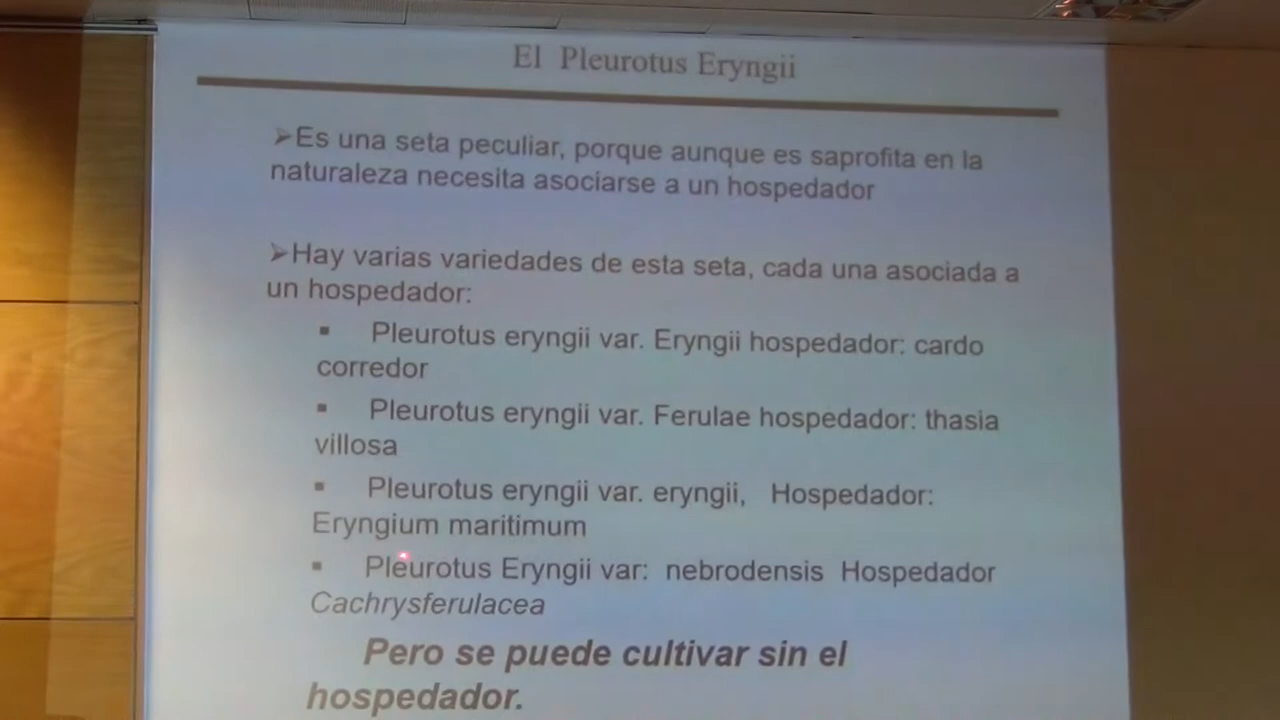 El Pleurotus Eryngii
➢Es una seta peculiar, porque aunque es saprofita en la
naturaleza necesita asociarse a un hospedador
➢Hay varias variedades de esta seta, cada una asociada a
un hospedador:
▪ Pleurotus eryngii var. Eryngii hospedador: cardo
corredor
▪ Pleurotus eryngii var. Ferulae hospedador: thasia
villosa
▪ Pleurotus eryngii var. eryngii, Hospedador:
Eryngium maritimum
▪ Pleurotus Eryngii var: nebrodensis Hospedador
Cachrysferulacea
Pero se puede cultivar sin el
hospedador.